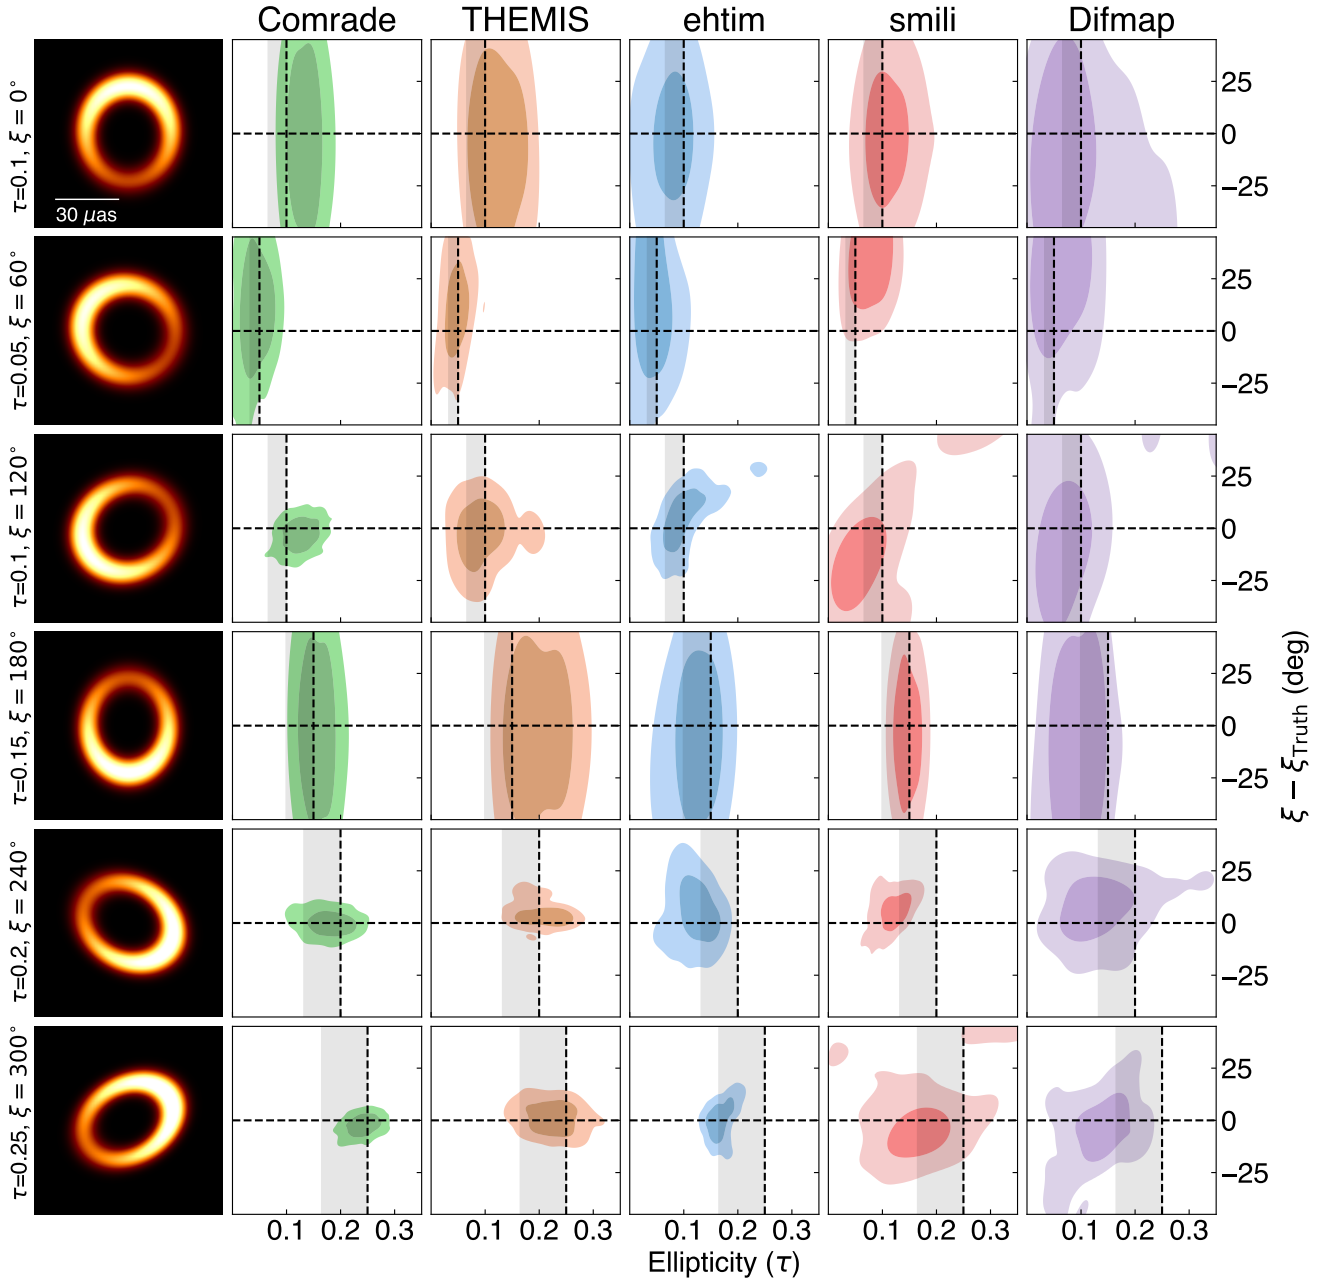 Comrade THEMIS ehtim smili Difmap
τ=0.1, ξ = 0°
30 μas
25
0
−25
τ=0.05, ξ = 60°
25
0
−25
τ=0.1, ξ = 120°
25
0
−25
τ=0.15, ξ = 180°
25
0
−25
τ=0.2, ξ = 240°
25
0
−25
τ=0.25, ξ = 300°
25
0
−25
ξ − ξTruth (deg)
0.1 0.2 0.3 0.1 0.2 0.3 0.1 0.2 0.3 0.1 0.2 0.3 0.1 0.2 0.3
Ellipticity (τ)